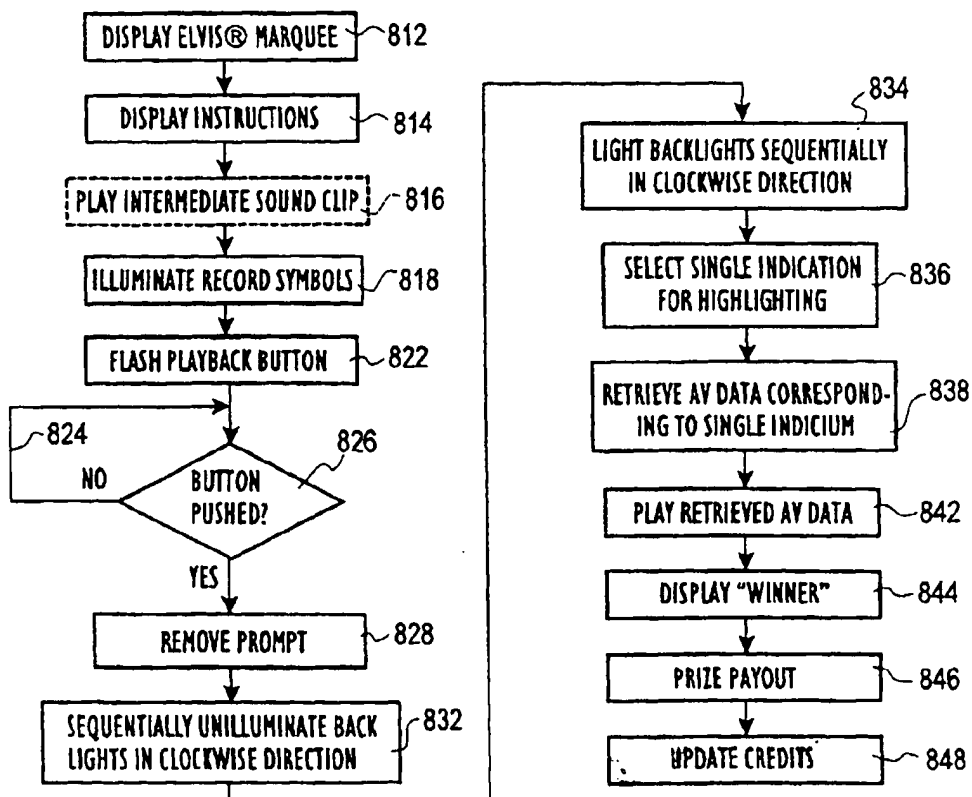 DISPLAY ELVIS® MARQUEE
812
DISPLAY INSTRUCTIONS
814
PLAY INTERMEDIATE SOUND CLIP
816
ILLUMINATE RECORD SYMBOLS
818
FLASH PLAYBACK BUTTON
822
824
NO
BUTTON
PUSHED?
826
YES
REMOVE PROMPT
828
SEQUENTIALLY UNILLUMINATE BACK
LIGHTS IN CLOCKWISE DIRECTION
832
834
LIGHT BACKLIGHTS SEQUENTIALLY
IN CLOCKWISE DIRECTION
SELECT SINGLE INDICATION
FOR HIGHLIGHTING
836
RETRIEVE AV DATA CORRESPOND-
ING TO SINGLE INDICIUM
838
PLAY RETRIEVED AV DATA
842
DISPLAY "WINNER"
844
PRIZE PAYOUT
846
UPDATE CREDITS
848